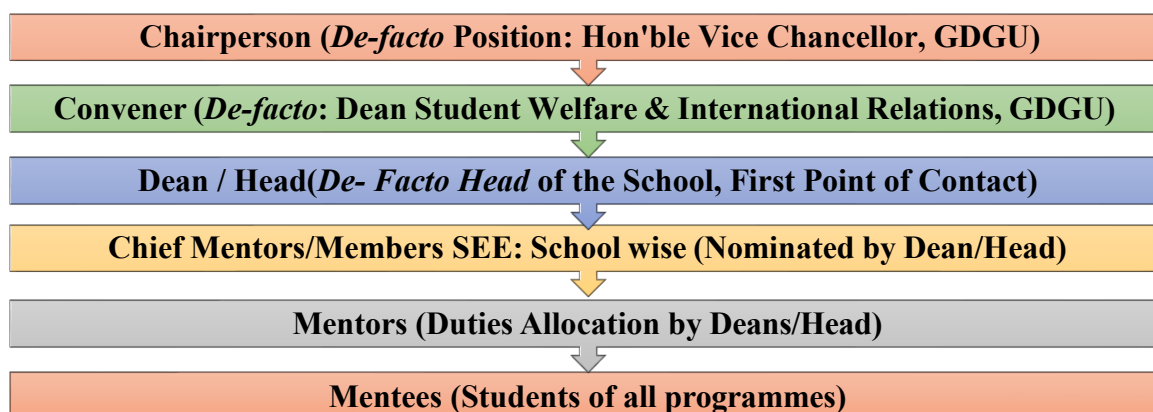 Chairperson (De-facto Position: Hon'ble Vice Chancellor, GDGU)
Convener (De-facto: Dean Student Welfare & International Relations, GDGU)
Dean / Head(De- Facto Head of the School, First Point of Contact)
Chief Mentors/Members SEE: School wise (Nominated by Dean/Head)
Mentors (Duties Allocation by Deans/Head)
Mentees (Students of all programmes)